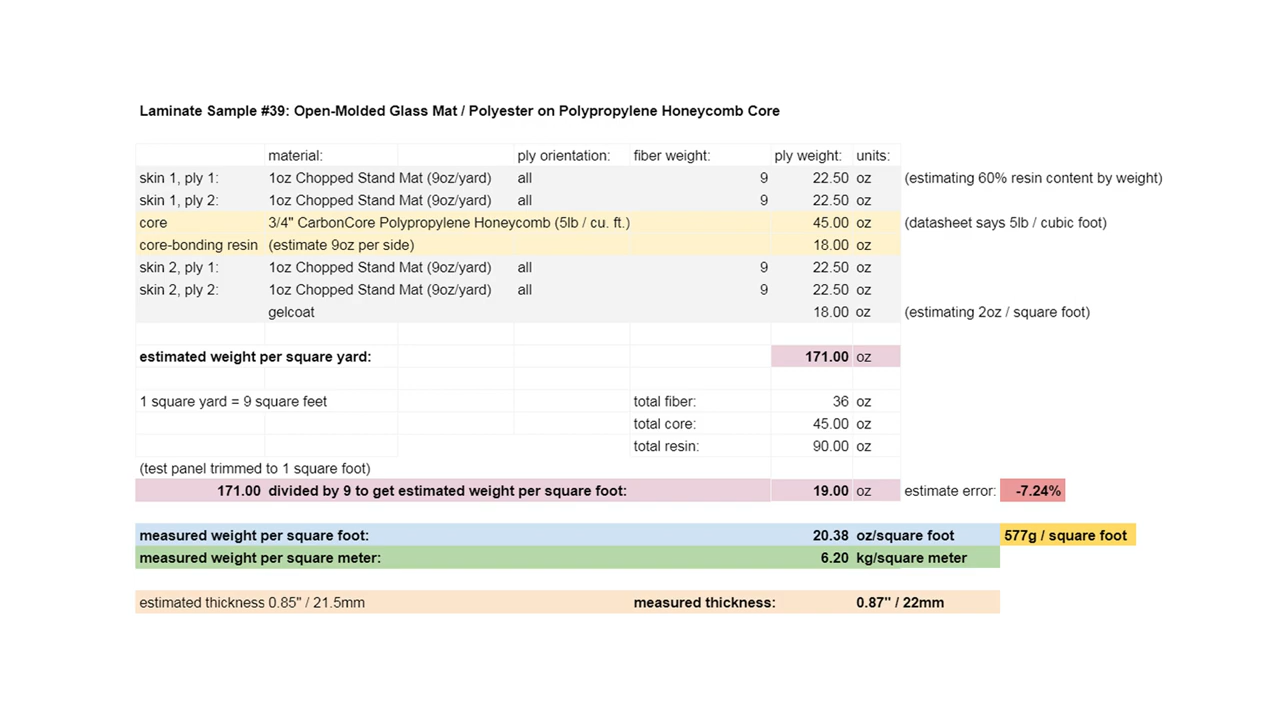 Laminate Sample #39: Open-Molded Glass Mat / Polyester on Polypropylene Honeycomb Core
material: ply orientation: fiber weight: ply weight: units:
skin 1, ply 1: 1oz Chopped Stand Mat (9oz/yard) all 9 22.50 oz (estimating 60% resin content by weight)
skin 1, ply 2: 1oz Chopped Stand Mat (9oz/yard) all 9 22.50 oz
core 3/4" CarbonCore Polypropylene Honeycomb (5lb / cu. ft.) 45.00 oz (datasheet says 5lb / cubic foot)
core-bonding resin (estimate 9oz per side) 18.00 oz
skin 2, ply 1: 1oz Chopped Stand Mat (9oz/yard) all 9 22.50 oz
skin 2, ply 2: 1oz Chopped Stand Mat (9oz/yard) all 9 22.50 oz
gelcoat 18.00 oz (estimating 2oz / square foot)
estimated weight per square yard: 171.00 oz
1 square yard = 9 square feet total fiber: 36 oz
total core: 45.00 oz
total resin: 90.00 oz
(test panel trimmed to 1 square foot)
171.00 divided by 9 to get estimated weight per square foot: 19.00 oz estimate error: -7.24%
measured weight per square foot: 20.38 oz/square foot 577g / square foot
measured weight per square meter: 6.20 kg/square meter
estimated thickness 0.85" / 21.5mm measured thickness: 0.87" / 22mm